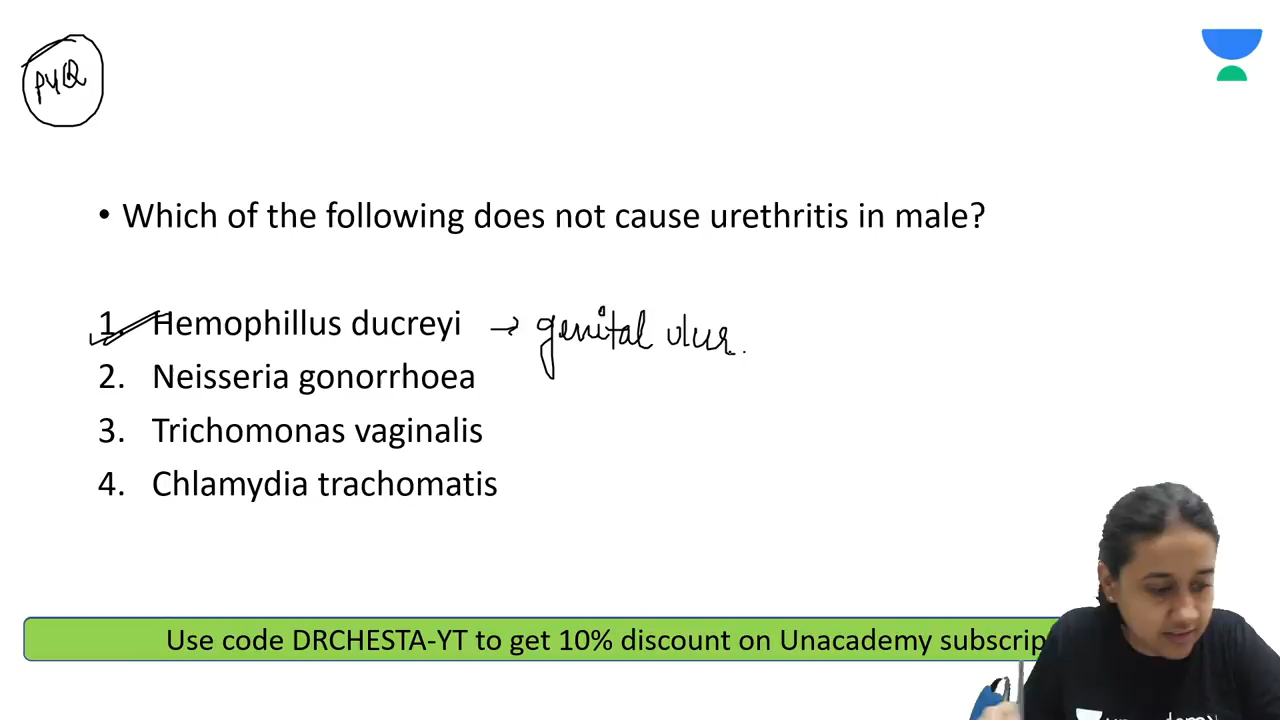 PYQ
• Which of the following does not cause urethritis in male?
1. Hemophillus ducreyi → genital ulcer.
2. Neisseria gonorrhoea
3. Trichomonas vaginalis
4. Chlamydia trachomatis
Use code DRCHESTA-YT to get 10% discount on Unacademy subscrip